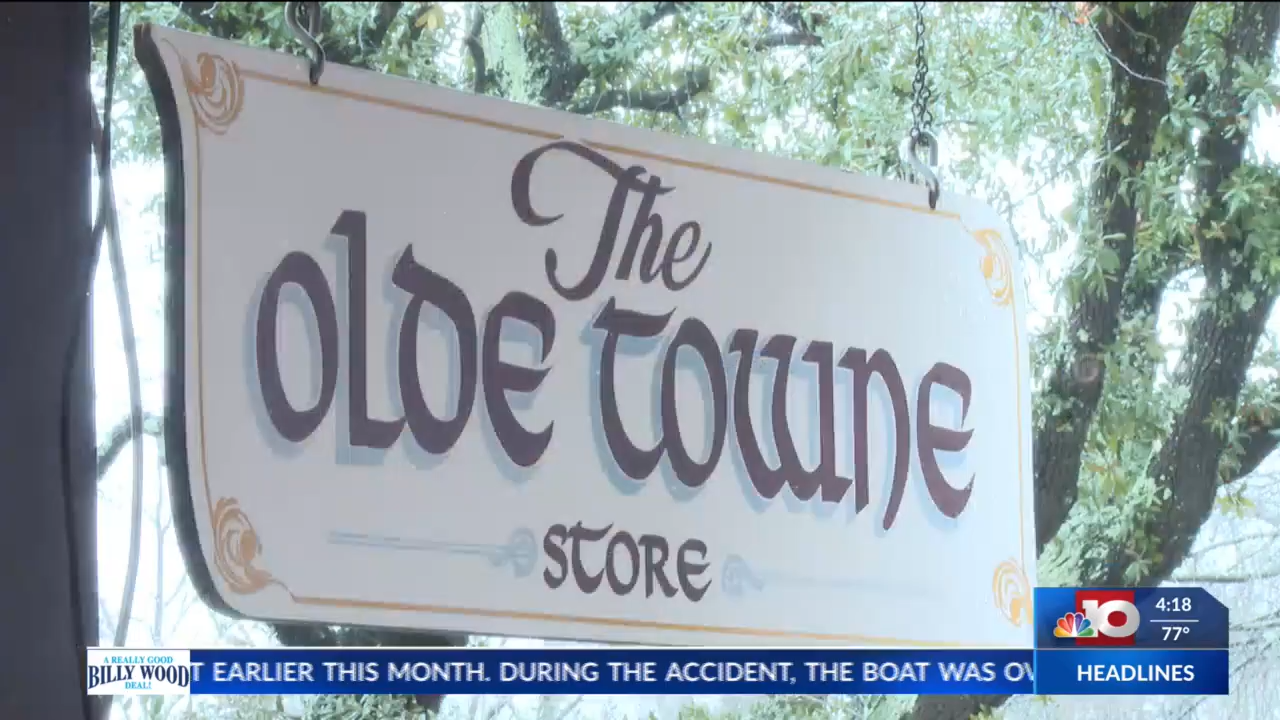 The
olde towne
STORE
10
4:18
77°
HEADLINES
A REALLY GOOD
BILLY WOOD
DEAL!
T EARLIER THIS MONTH. DURING THE ACCIDENT, THE BOAT WAS OV